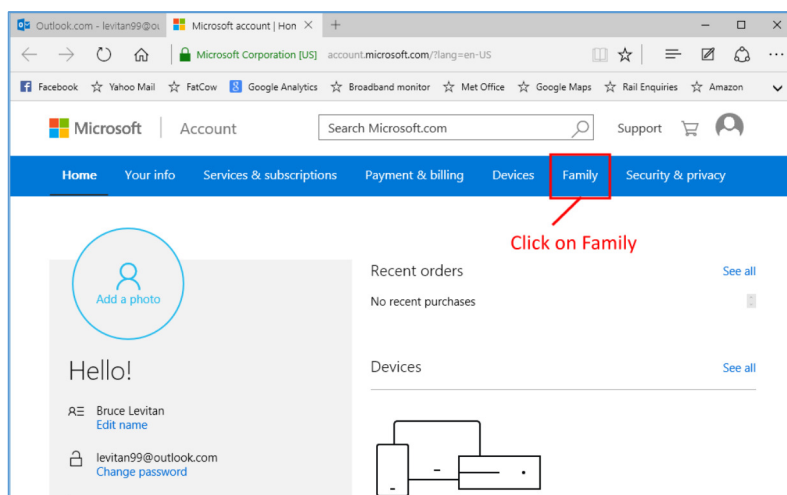 Outlook.com - levitan99@ou
Microsoft account | Hon
Microsoft Corporation [US] account.microsoft.com/?lang=en-US
Facebook Yahoo Mail FatCow Google Analytics Broadband monitor Met Office Google Maps Rail Enquiries Amazon
Microsoft Account Search Microsoft.com Support
Home Your info Services & subscriptions Payment & billing Devices Family Security & privacy
Click on Family
Add a photo
Hello!
Bruce Levitan
Edit name
levitan99@outlook.com
Change password
Recent orders See all
No recent purchases
Devices See all